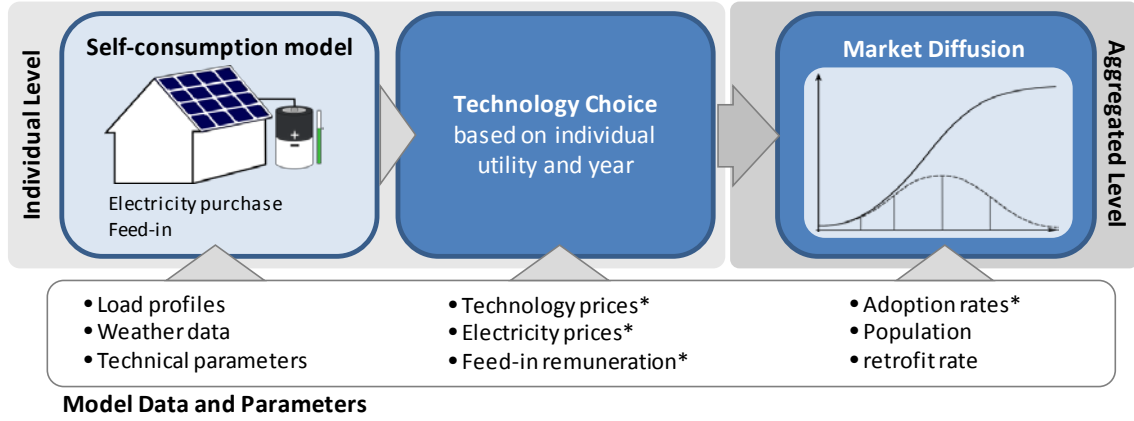 Individual Level
Self-consumption model
+
−
Electricity purchase
Feed-in
Technology Choice
based on individual
utility and year
Market Diffusion
Aggregated Level
• Load profiles
• Weather data
• Technical parameters
• Technology prices*
• Electricity prices*
• Feed-in remuneration*
• Adoption rates*
• Population
• retrofit rate
Model Data and Parameters